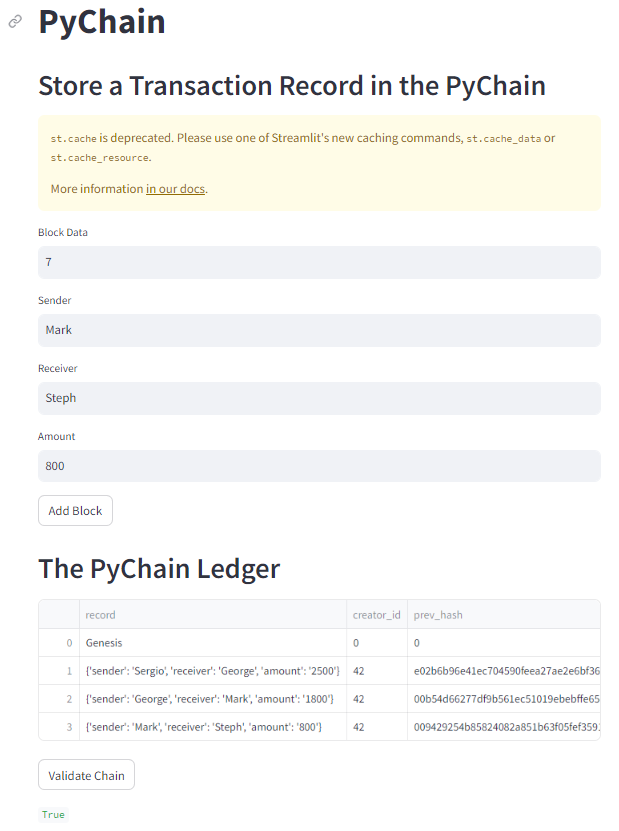 PyChain
Store a Transaction Record in the PyChain
st.cache is deprecated. Please use one of Streamlit's new caching commands, st.cache_data or
st.cache_resource.
More information in our docs.
Block Data
7
Sender
Mark
Receiver
Steph
Amount
800
Add Block
The PyChain Ledger
record creator_id prev_hash
0 Genesis 0 0
1 {'sender': 'Sergio', 'receiver': 'George', 'amount': '2500'} 42 e02b6b96e41ec704590feea27ae2e6bf36
2 {'sender': 'George', 'receiver': 'Mark', 'amount': '1800'} 42 00b54d66277df9b561ec51019ebebffe65
3 {'sender': 'Mark', 'receiver': 'Steph', 'amount': '800'} 42 009429254b85824082a851b63f05fef359
Validate Chain
True